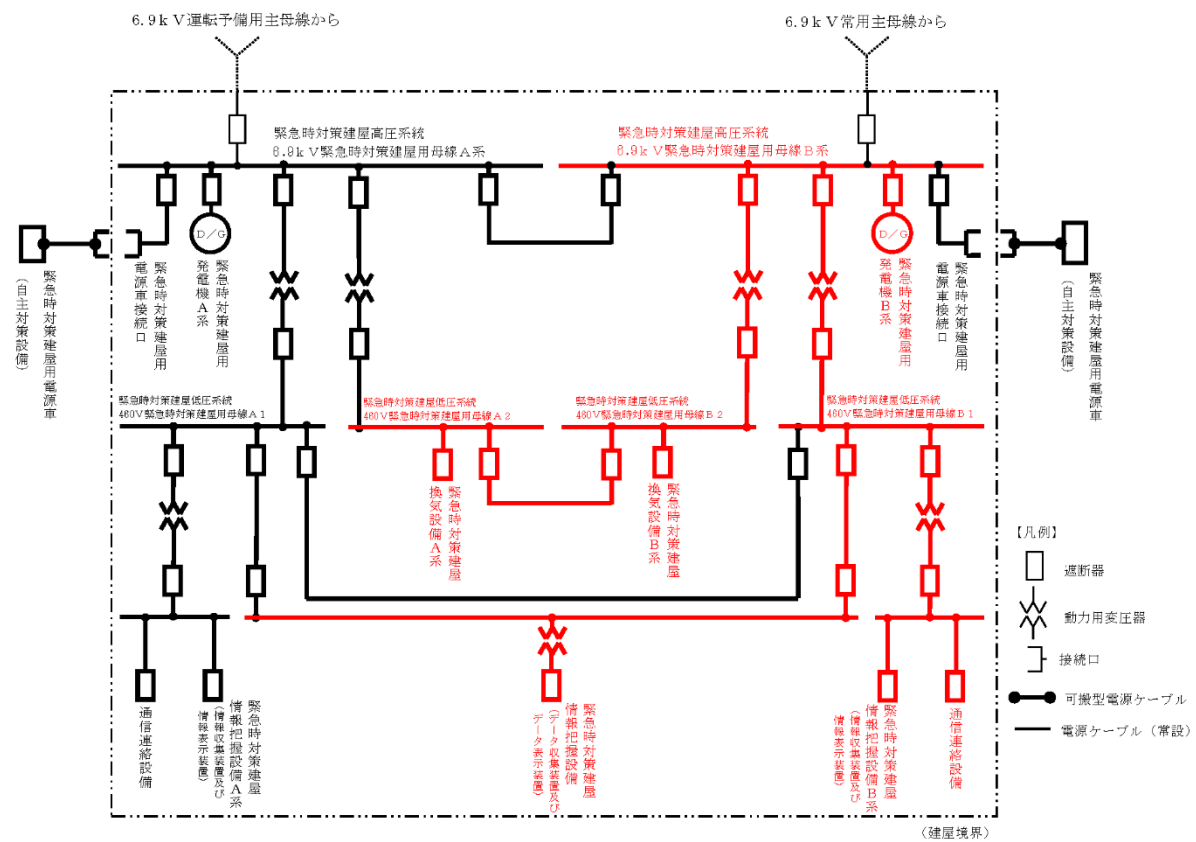 6.9kV運転予備用主母線から
6.9kV常用主母線から
緊急時対策建屋高圧系統
6.9kV緊急時対策建屋用母線A系
緊急時対策建屋高圧系統
6.9kV緊急時対策建屋用母線B系
緊急時対策建屋用電源車
(自主対策設備)
緊急時対策建屋用
電源車接続口
D/G
緊急時対策建屋用
発電機A系
D/G
緊急時対策建屋用
発電機B系
緊急時対策建屋用
電源車接続口
緊急時対策建屋用電源車
(自主対策設備)
緊急時対策建屋低圧系統
460V緊急時対策建屋用母線A1
緊急時対策建屋低圧系統
460V緊急時対策建屋用母線A2
緊急時対策建屋低圧系統
460V緊急時対策建屋用母線B2
緊急時対策建屋低圧系統
460V緊急時対策建屋用母線B1
緊急時対策建屋
換気設備A系
緊急時対策建屋
換気設備B系
通信連絡設備
緊急時対策建屋
情報把握設備A系
(情報収集装置及び
情報表示装置)
緊急時対策建屋
情報把握設備
(データ収集装置及び
データ表示装置)
緊急時対策建屋
情報把握設備B系
(情報収集装置及び
情報表示装置)
通信連絡設備
【凡例】
遮断器
動力用変圧器
接続口
可搬型電源ケーブル
電源ケーブル(常設)
(建屋境界)